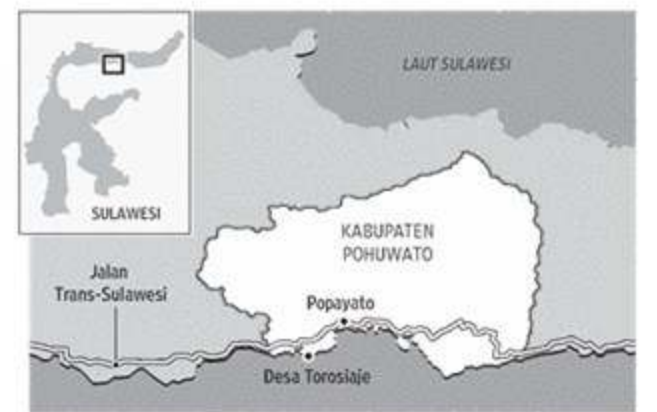 SULAWESI
LAUT SULAWESI
KABUPATEN
POHUWATO
Jalan
Trans-Sulawesi
Popayato
Desa Torosiaje